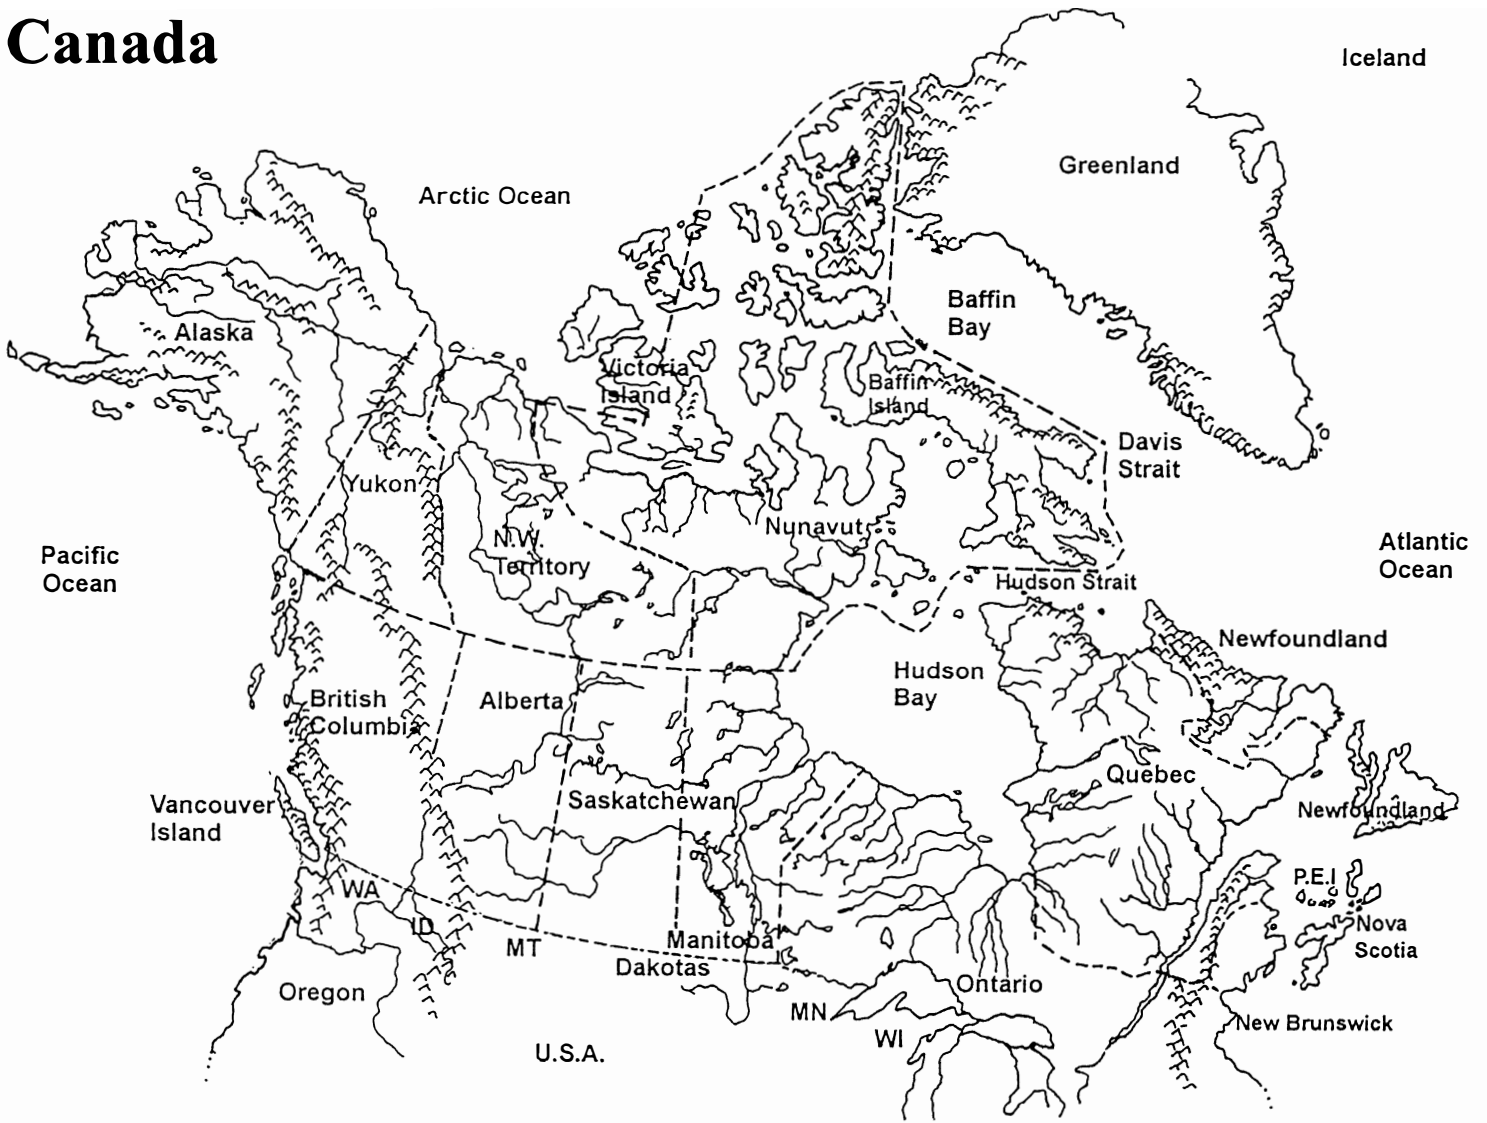 Canada
Iceland
Greenland
Arctic Ocean
Baffin
Bay
Alaska
Victoria
Island
Baffin
Island
Davis
Strait
Yukon
Nunavut
N.W.
Territory
Pacific
Ocean
Atlantic
Ocean
Hudson Strait
Newfoundland
Hudson
Bay
British
Columbia
Alberta
Quebec
Saskatchewan
Vancouver
Island
Newfoundland
P.E.I
WA
ID
MT
Manitoba
Dakotas
Nova
Scotia
Oregon
Ontario
MN
WI
New Brunswick
U.S.A.